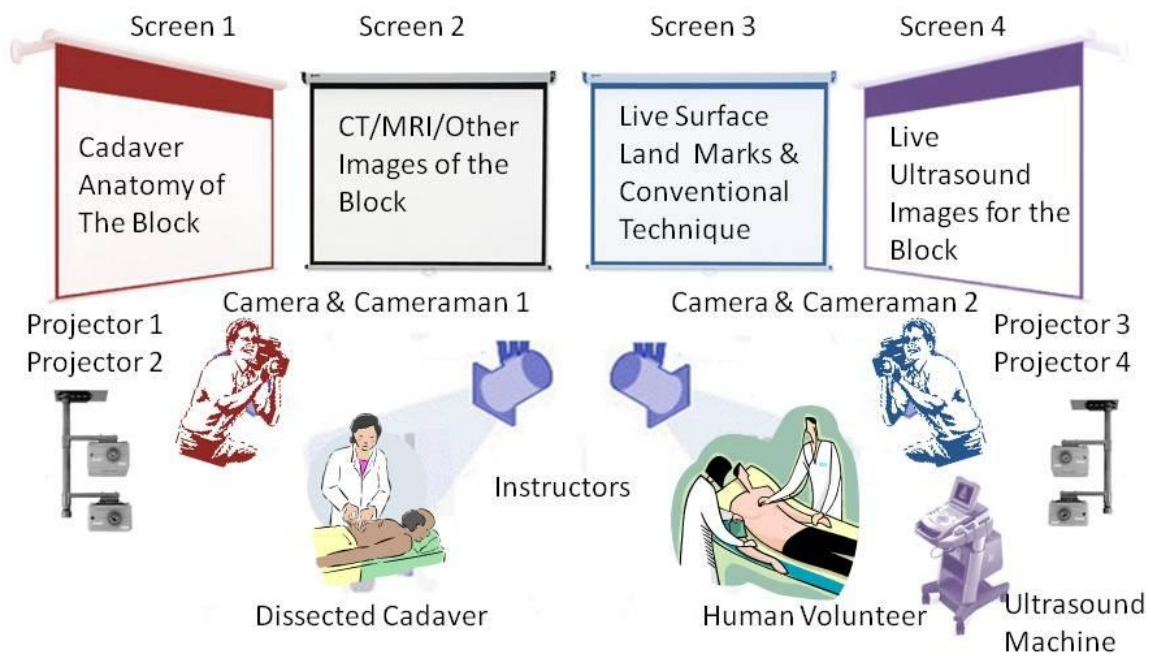 Screen 1
Screen 2
Screen 3
Screen 4
Cadaver
Anatomy of
The Block
CT/MRI/Other
Images of the
Block
Live Surface
Land Marks &
Conventional
Technique
Live
Ultrasound
Images for the
Block
Camera & Cameraman 1
Camera & Cameraman 2
Projector 1
Projector 2
Projector 3
Projector 4
Instructors
Dissected Cadaver
Human Volunteer
Ultrasound
Machine